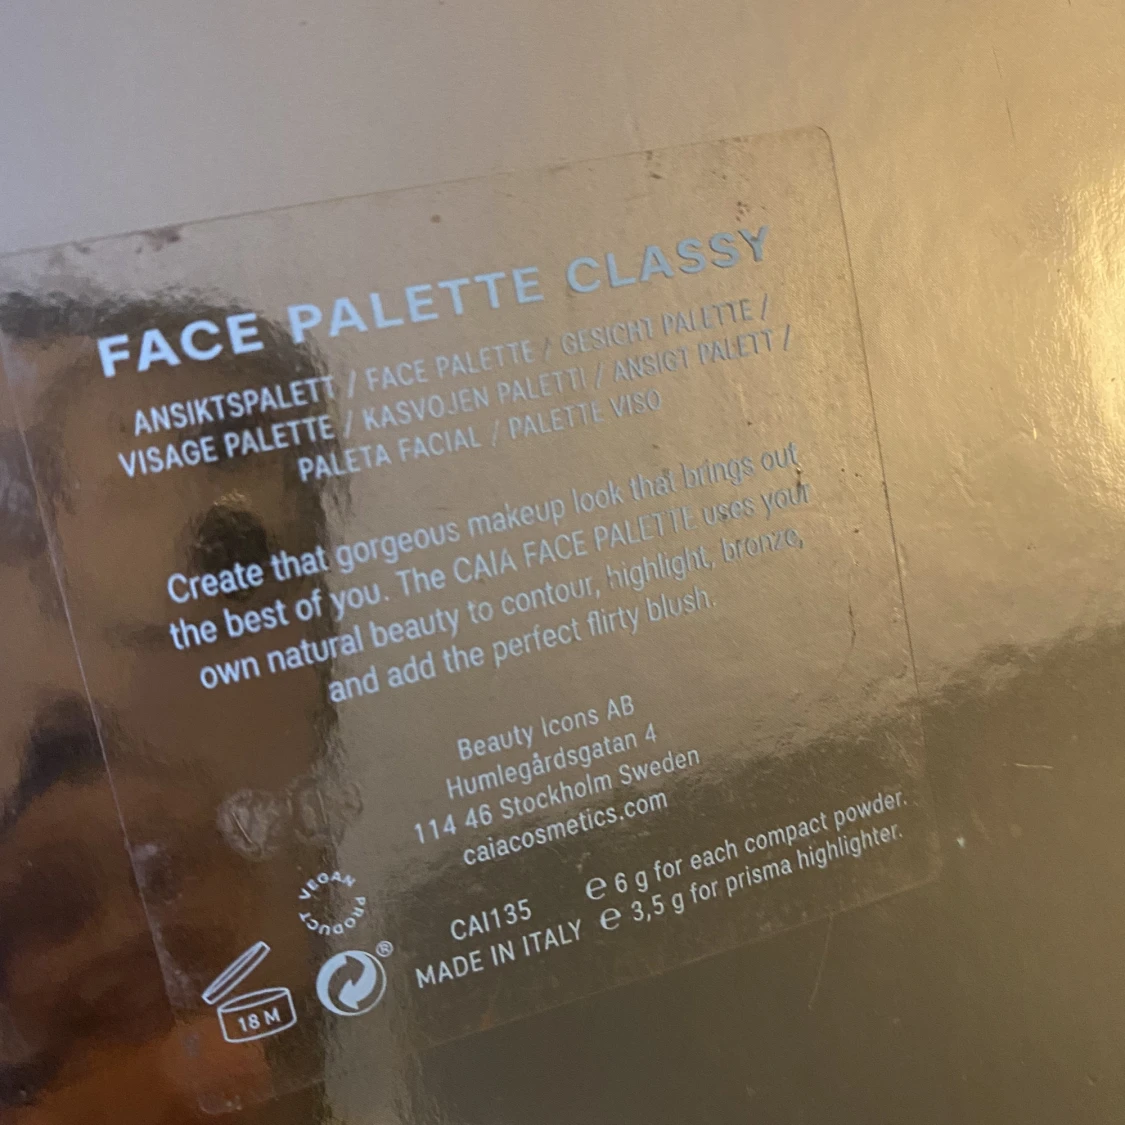 FACE PALETTE CLASSY
ANSIKTSPALETT / FACE PALETTE / GESICHT PALETTE /
VISAGE PALETTE / KASVOJEN PALETTI / ANSIGT PALETT /
PALETA FACIAL / PALETTE VISO
Create that gorgeous makeup look that brings out
the best of you. The CAIA FACE PALETTE uses your
own natural beauty to contour, highlight, bronze,
and add the perfect flirty blush.
Beauty Icons AB
Humlegårdsgatan 4
114 46 Stockholm Sweden
caiacosmetics.com
VEGAN PRODUCT
CAI135
℮ 6 g for each compact powder.
MADE IN ITALY ℮ 3,5 g for prisma highlighter.
18 M
®